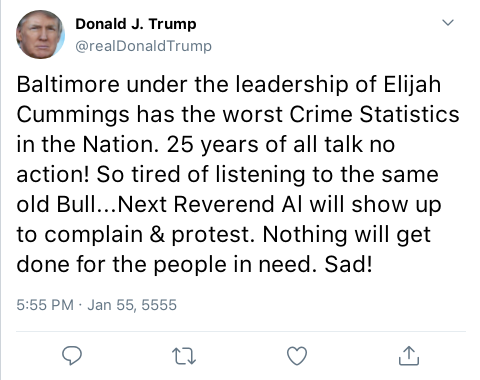 Donald J. Trump
@realDonaldTrump
Baltimore under the leadership of Elijah
Cummings has the worst Crime Statistics
in the Nation. 25 years of all talk no
action! So tired of listening to the same
old Bull...Next Reverend Al will show up
to complain & protest. Nothing will get
done for the people in need. Sad!
5:55 PM · Jan 55, 5555